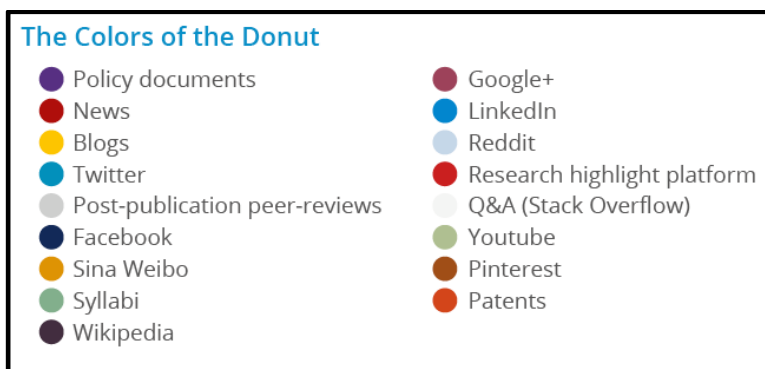 The Colors of the Donut
Policy documents
News
Blogs
Twitter
Post-publication peer-reviews
Facebook
Sina Weibo
Syllabi
Wikipedia
Google+
LinkedIn
Reddit
Research highlight platform
Q&A (Stack Overflow)
Youtube
Pinterest
Patents